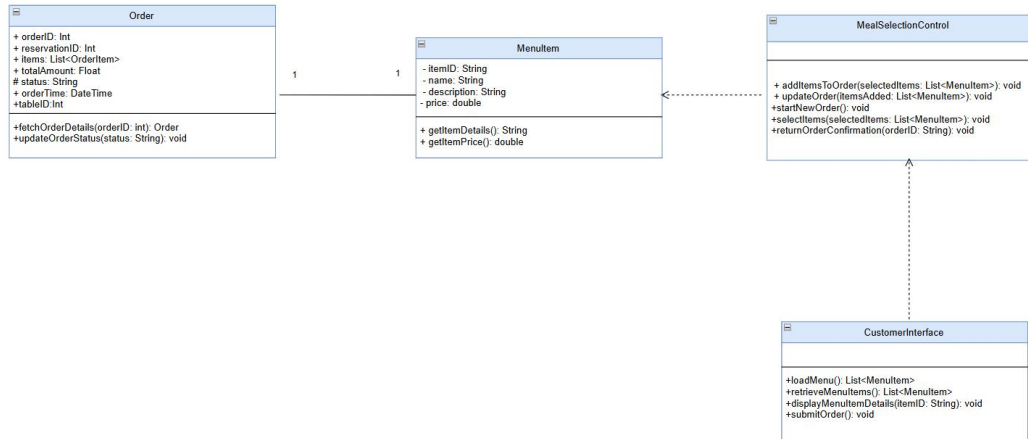 Order
+ orderID: Int
+ reservationID: Int
+ items: List<OrderItem>
+ totalAmount: Float
# status: String
+ orderTime: DateTime
+tableID:Int
+fetchOrderDetails(orderID: int): Order
+updateOrderStatus(status: String): void
1
1
MenuItem
- itemID: String
- name: String
- description: String
- price: double
+ getItemDetails(): String
+ getItemPrice(): double
MealSelectionControl
+ addItemsToOrder(selectedItems: List<MenuItem>): void
+ updateOrder(itemsAdded: List<MenuItem>): void
+startNewOrder(): void
+selectItems(selectedItems: List<MenuItem>): void
+returnOrderConfirmation(orderID: String): void
CustomerInterface
+loadMenu(): List<MenuItem>
+retrieveMenuItems(): List<MenuItem>
+displayMenuItemDetails(itemID: String): void
+submitOrder(): void